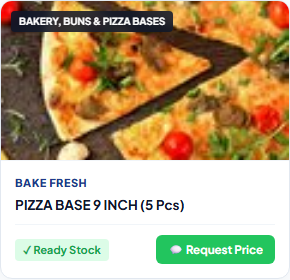 BAKERY, BUNS & PIZZA BASES
BAKE FRESH
PIZZA BASE 9 INCH (5 Pcs)
✓ Ready Stock
Request Price